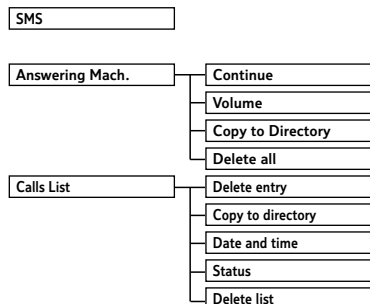 SMS
Answering Mach.
Continue
Volume
Copy to Directory
Delete all
Calls List
Delete entry
Copy to directory
Date and time
Status
Delete list